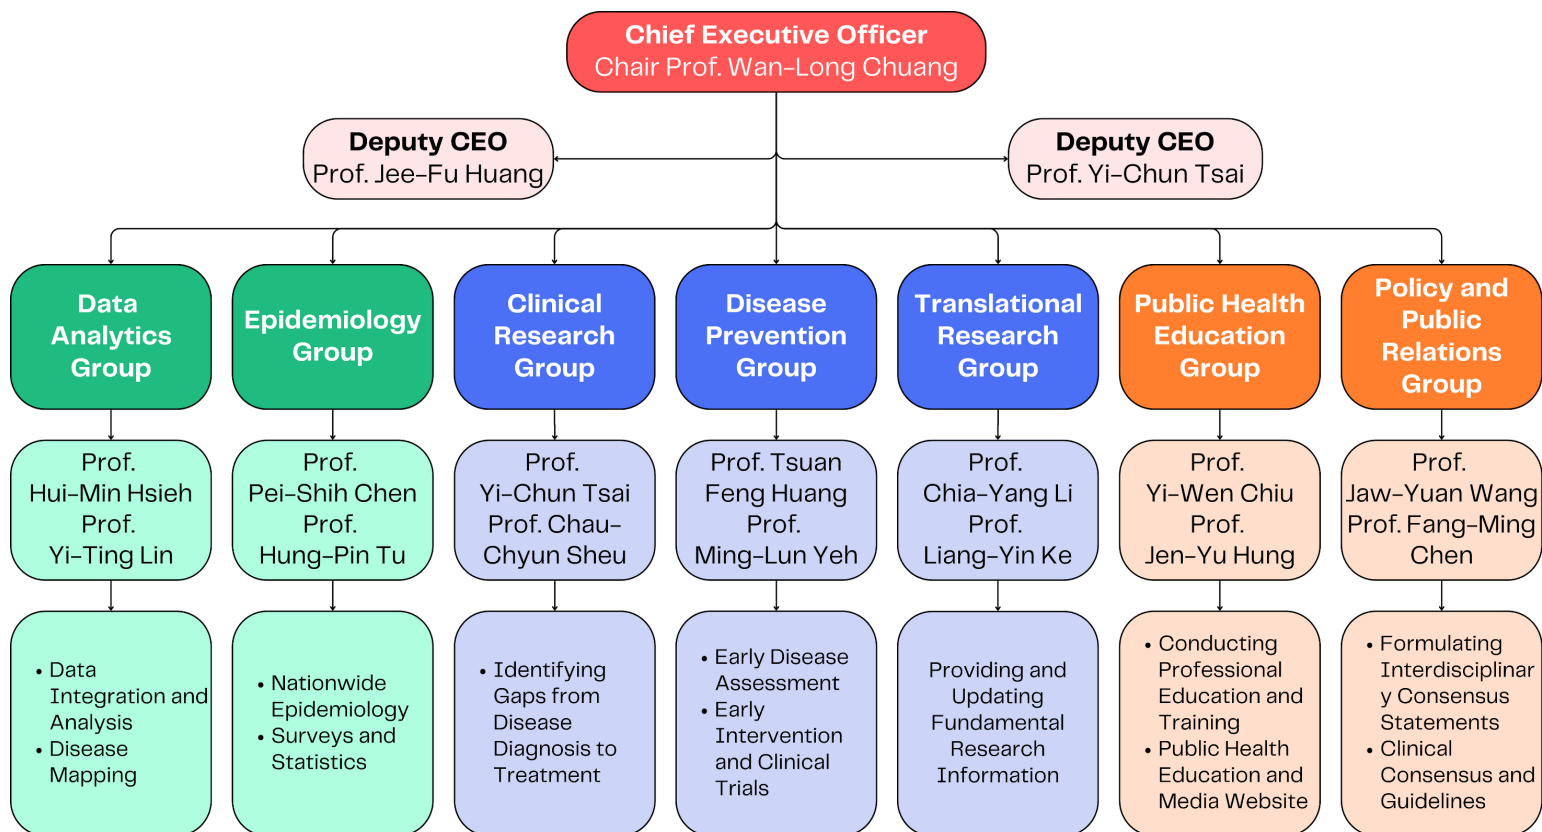 Chief Executive Officer
Chair Prof. Wan-Long Chuang
Deputy CEO
Prof. Jee-Fu Huang
Deputy CEO
Prof. Yi-Chun Tsai
Data
Analytics
Group
Epidemiology
Group
Clinical
Research
Group
Disease
Prevention
Group
Translational
Research
Group
Public Health
Education
Group
Policy and
Public
Relations
Group
Prof.
Hui-Min Hsieh
Prof.
Yi-Ting Lin
Prof.
Pei-Shih Chen
Prof.
Hung-Pin Tu
Prof.
Yi-Chun Tsai
Prof. Chau-
Chyun Sheu
Prof. Tsuan
Feng Huang
Prof.
Ming-Lun Yeh
Prof.
Chia-Yang Li
Prof.
Liang-Yin Ke
Prof.
Yi-Wen Chiu
Prof.
Jen-Yu Hung
Prof.
Jaw-Yuan Wang
Prof. Fang-Ming
Chen
• Data
Integration and
Analysis
• Disease
Mapping
• Nationwide
Epidemiology
• Surveys and
Statistics
• Identifying
Gaps from
Disease
Diagnosis to
Treatment
• Early Disease
Assessment
• Early
Intervention
and Clinical
Trials
Providing and
Updating
Fundamental
Research
Information
• Conducting
Professional
Education and
Training
• Public Health
Education and
Media Website
• Formulating
Interdisciplinar
y Consensus
Statements
• Clinical
Consensus and
Guidelines